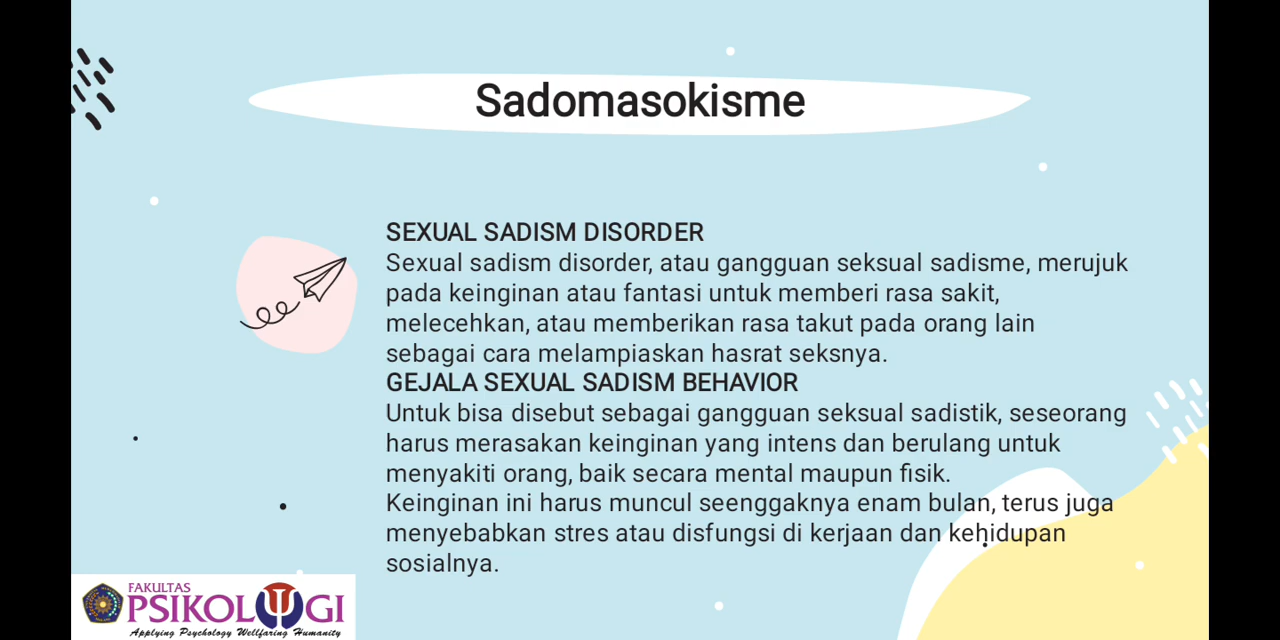 Sadomasokisme
SEXUAL SADISM DISORDER
Sexual sadism disorder, atau gangguan seksual sadisme, merujuk
pada keinginan atau fantasi untuk memberi rasa sakit,
melecehkan, atau memberikan rasa takut pada orang lain
sebagai cara melampiaskan hasrat seksnya.
GEJALA SEXUAL SADISM BEHAVIOR
Untuk bisa disebut sebagai gangguan seksual sadistik, seseorang
harus merasakan keinginan yang intens dan berulang untuk
menyakiti orang, baik secara mental maupun fisik.
Keinginan ini harus muncul seenggaknya enam bulan, terus juga
menyebabkan stres atau disfungsi di kerjaan dan kehidupan
sosialnya.
FAKULTAS
PSIKOLOGI
Applying Psychology Wellfaring Humanity